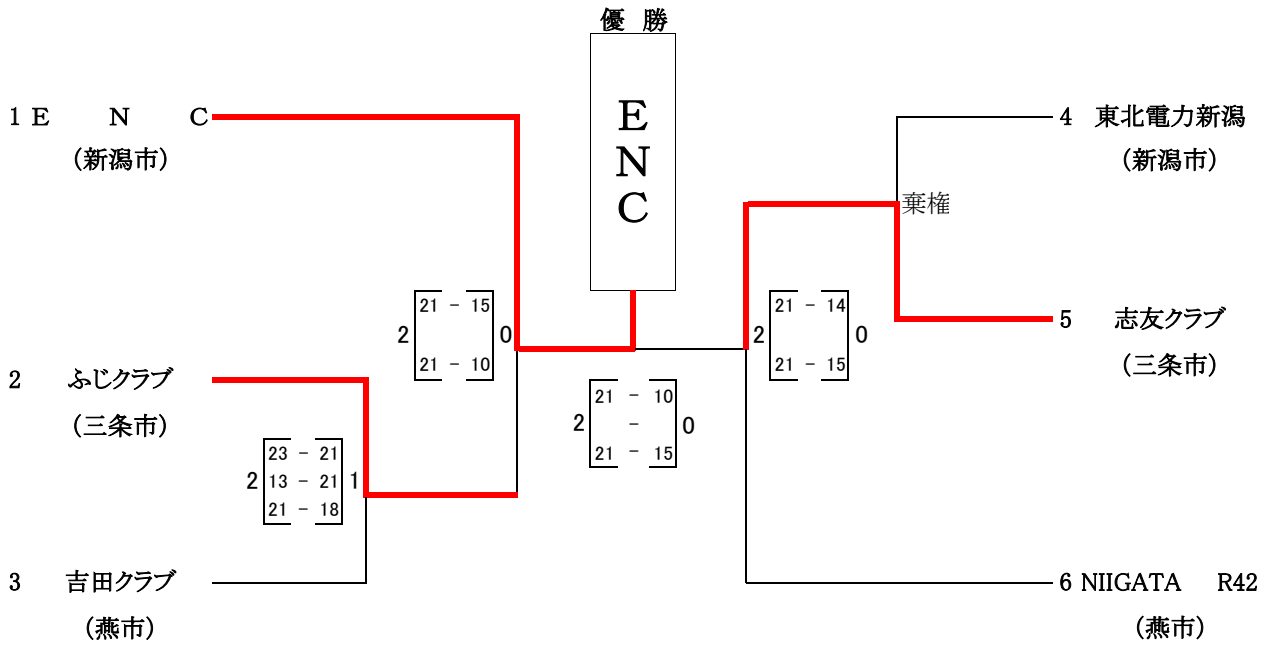 優 勝
ENC
1 E N C
(新潟市)
2 ふじクラブ
(三条市)
3 吉田クラブ
(燕市)
2 23 - 21 1
13 - 21
21 - 18
2 21 - 15 0
21 - 10
2 21 - 10 0
-
21 - 15
2 21 - 14 0
21 - 15
4 東北電力新潟
(新潟市)
棄権
5 志友クラブ
(三条市)
6 NIIGATA R42
(燕市)